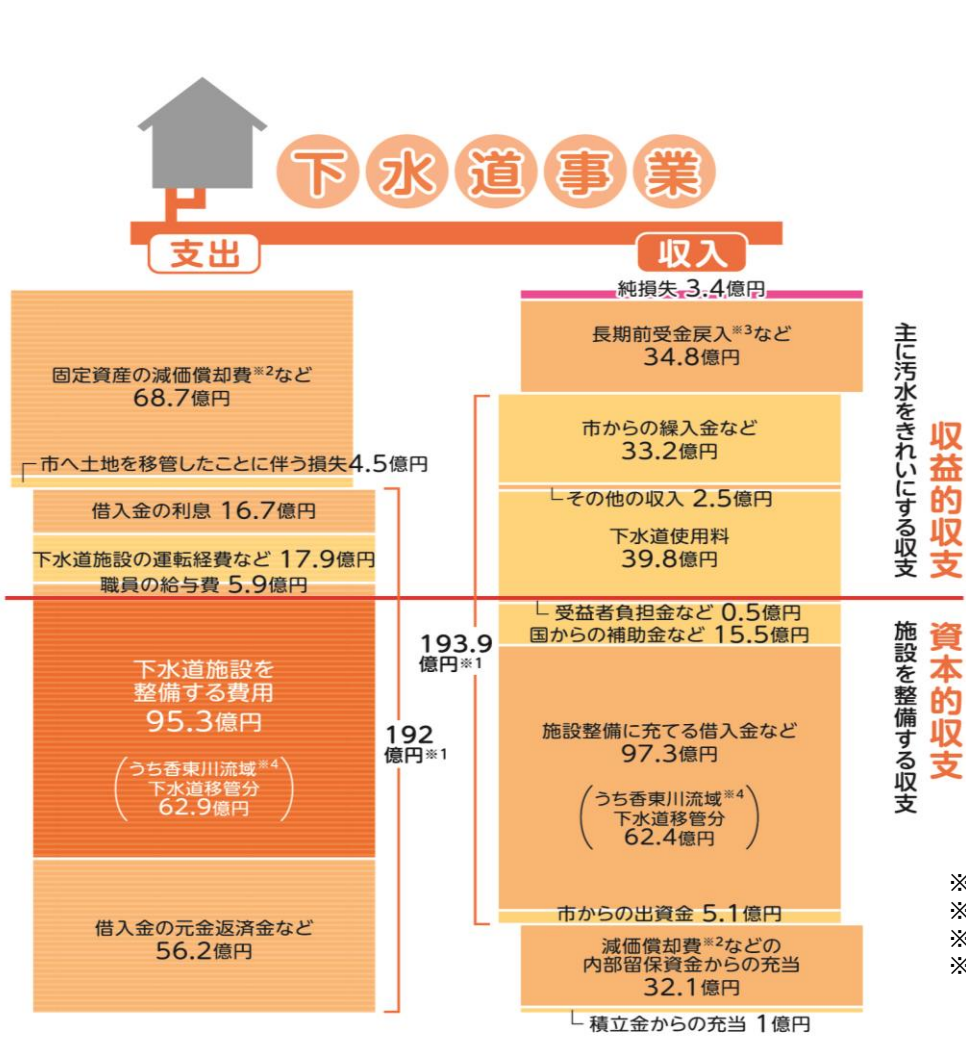 下水道事業
支出
収入
固定資産の減価償却費※2など
68.7億円
市へ土地を移管したことに伴う損失4.5億円
借入金の利息 16.7億円
下水道施設の運転経費など 17.9億円
職員の給与費 5.9億円
下水道施設を
整備する費用
95.3億円
うち香東川流域※4
下水道移管分
62.9億円
借入金の元金返済金など
56.2億円
192
億円※1
193.9
億円※1
純損失 3.4億円
長期前受金戻入※3など
34.8億円
市からの繰入金など
33.2億円
その他の収入 2.5億円
下水道使用料
39.8億円
受益者負担金など 0.5億円
国からの補助金など 15.5億円
施設整備に充てる借入金など
97.3億円
(うち香東川流域※4
下水道移管分
62.4億円)
市からの出資金 5.1億円
減価償却費※2などの
内部留保資金からの充当
32.1億円
積立金からの充当 1億円
主に汚水をきれいにする収支
収益的収支
施設を整備する収支
資本的収支
※
※
※
※